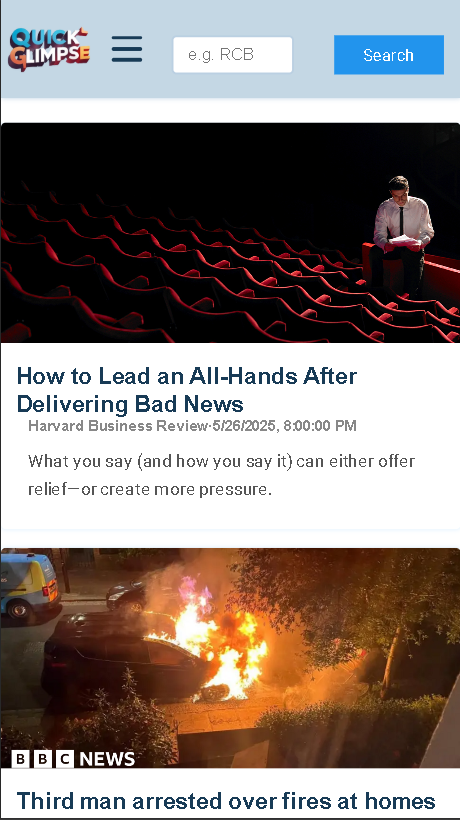 QUICK
GLIMPSE
e.g. RCB
Search
How to Lead an All-Hands After
Delivering Bad News
Harvard Business Review·5/26/2025, 8:00:00 PM
What you say (and how you say it) can either offer
relief—or create more pressure.
BBC NEWS
Third man arrested over fires at homes